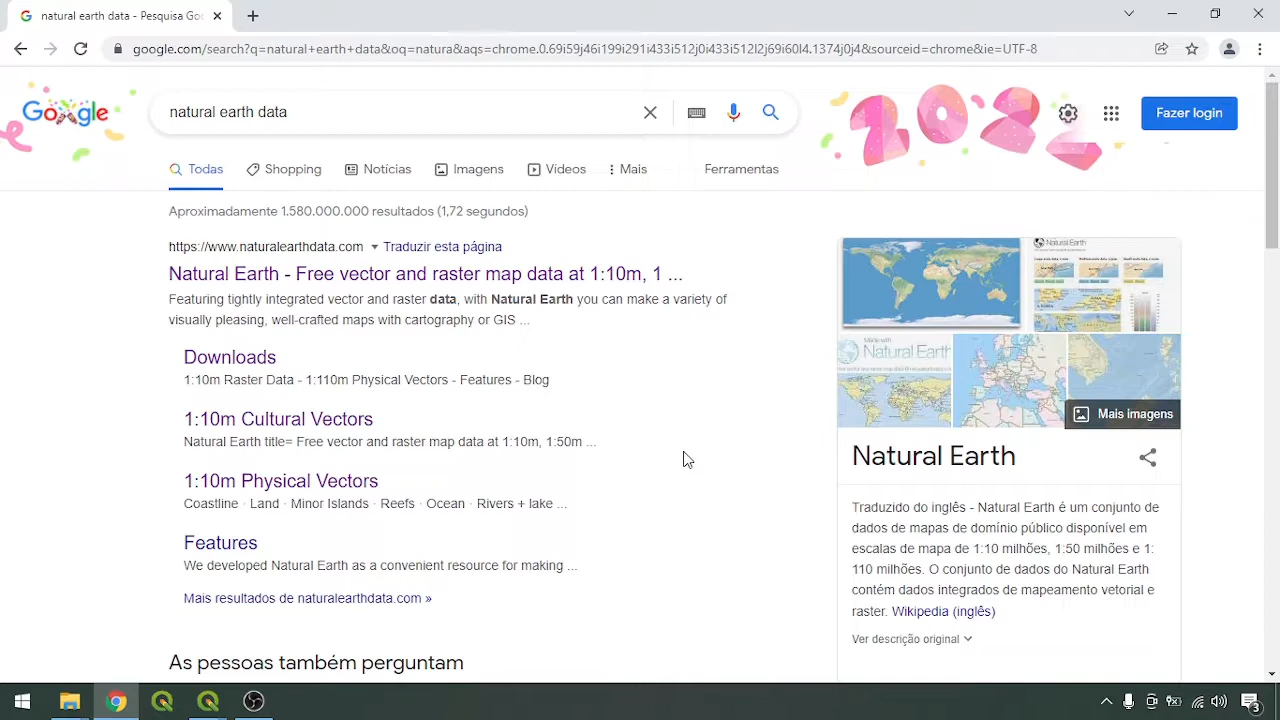 natural earth data - Pesquisa Goo
google.com/search?q=natural+earth+data&oq=natura&aqs=chrome.0.69i59j46i199i291i433i512j0i433i512l2j69i60l4.1374j0j4&sourceid=chrome&ie=UTF-8
Google
natural earth data
202
Fazer login
Todas
Shopping
Notícias
Imagens
Vídeos
Mais
Ferramentas
Aproximadamente 1.580.000.000 resultados (1,72 segundos)
https://www.naturalearthdata.com Traduzir esta página
Natural Earth - Free vector and raster map data at 1:10m, 1 ...
Featuring tightly integrated vector and raster data, with Natural Earth you can make a variety of
visually pleasing, well-crafted maps with cartography or GIS ...
Downloads
1:10m Raster Data - 1:110m Physical Vectors - Features - Blog
1:10m Cultural Vectors
Natural Earth title= Free vector and raster map data at 1:10m, 1:50m ...
1:10m Physical Vectors
Coastline · Land · Minor Islands · Reefs · Ocean · Rivers + lake ...
Features
We developed Natural Earth as a convenient resource for making ...
Mais resultados de naturalearthdata.com »
As pessoas também perguntam
Natural Earth
Natural Earth
Mais imagens
Natural Earth
Traduzido do inglês - Natural Earth é um conjunto de
dados de mapas de domínio público disponível em
escalas de mapa de 1:10 milhões, 1:50 milhões e 1:
110 milhões. O conjunto de dados do Natural Earth
contém dados integrados de mapeamento vetorial e
raster. Wikipedia (inglês)
Ver descrição original
3